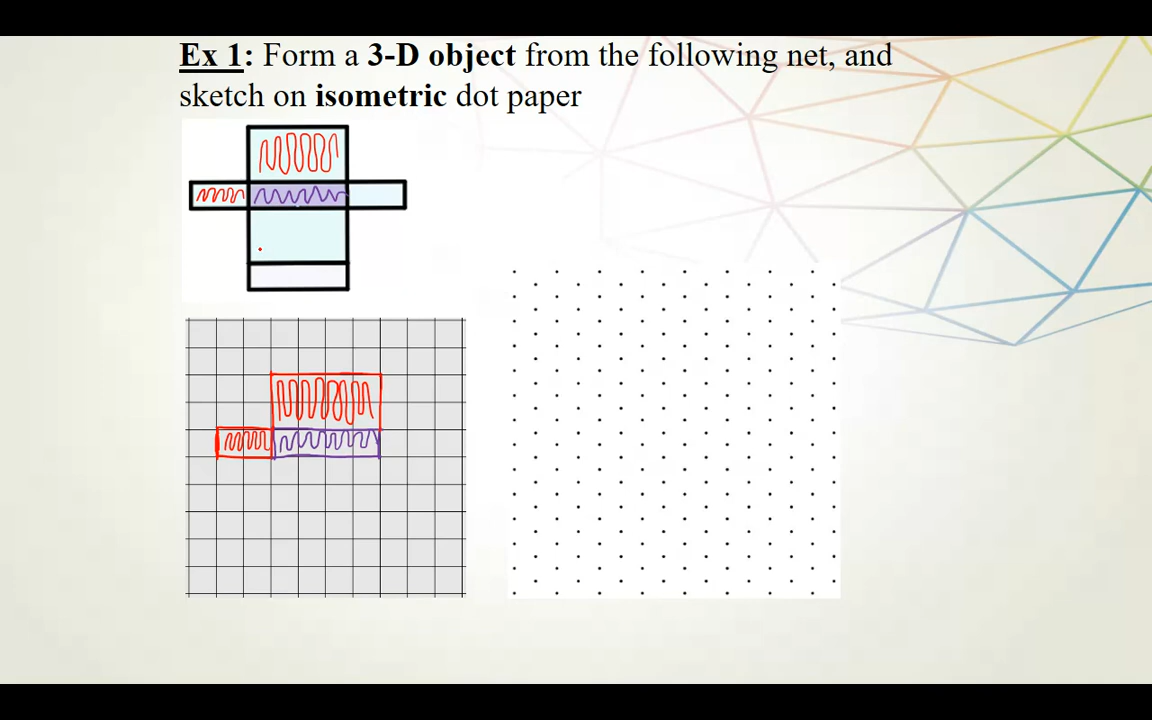 Ex 1: Form a 3-D object from the following net, and
sketch on isometric dot paper